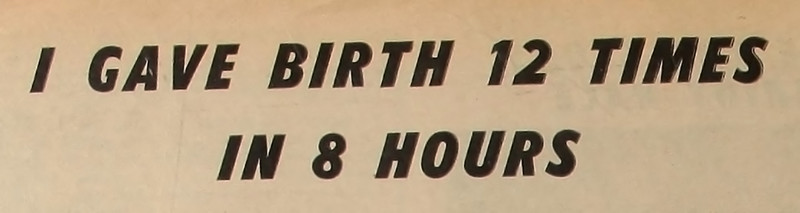 I GAVE BIRTH 12 TIMES
IN 8 HOURS